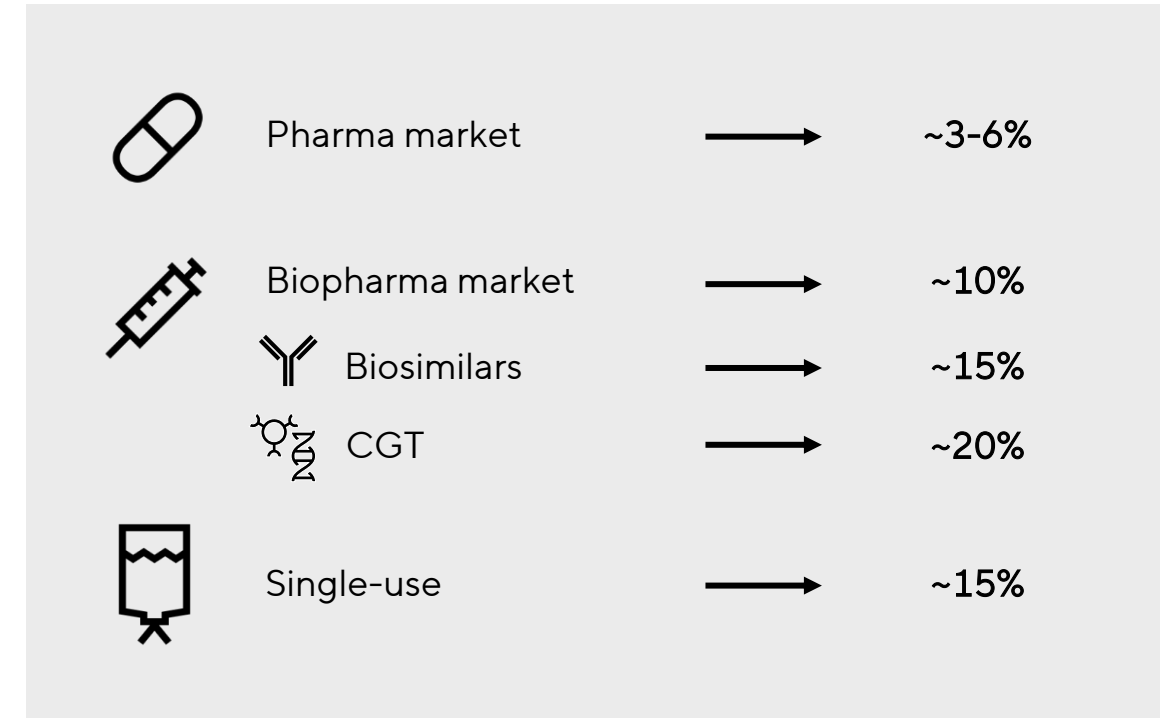 Pharma market ~3-6%
Biopharma market ~10%
Biosimilars ~15%
CGT ~20%
Single-use ~15%